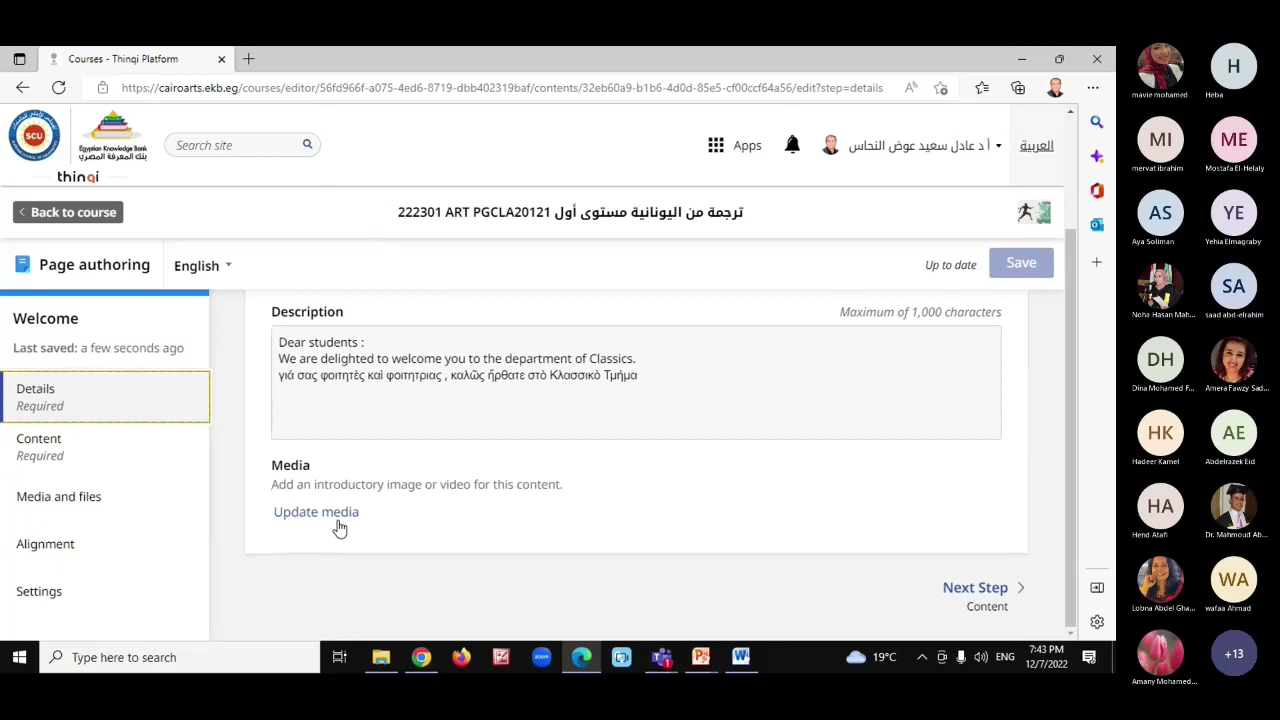 Courses - Thinqi Platform
https://cairoarts.ekb.eg/courses/editor/56fd966f-a075-4ed6-8719-dbb402319baf/contents/32eb60a9-b1b6-4d0d-85e5-cf00ccf64a56/edit?step=details
SCU
Egyptian Knowledge Bank
بنك المعرفة المصري
thinqi
Search site
Apps
أ د عادل سعيد عوض النحاس
العربية
Back to course
222301 ART PGCLA20121 ترجمة من اليونانية مستوى أول
Page authoring
English
Up to date
Save
Welcome
Last saved: a few seconds ago
Details
Required
Content
Required
Media and files
Alignment
Settings
Description
Maximum of 1,000 characters
Dear students :
We are delighted to welcome you to the department of Classics.
γιά σας φοιτητὲς καὶ φοιτητριας , καλῶς ἤρθατε στὸ Κλασσικὸ Τμήμα
Media
Add an introductory image or video for this content.
Update media
Next Step
Content
Type here to search
zoom
19°C
ENG
7:43 PM
12/7/2022
mavie mohamed
H
Heba
MI
mervat ibrahim
ME
Mostafa El-Helaly
AS
Aya Soliman
YE
Yehia Elmagraby
Noha Hasan Mah...
SA
saad abd-elrahim
DH
Dina Mohamed F...
Amera Fawzy Sad...
HK
Hadeer Kamel
AE
Abdelrazek Eid
HA
Hend Atafi
Dr. Mahmoud Ab...
Lobna Abdel Gha...
WA
wafaa Ahmad
Amany Mohamed...
+13